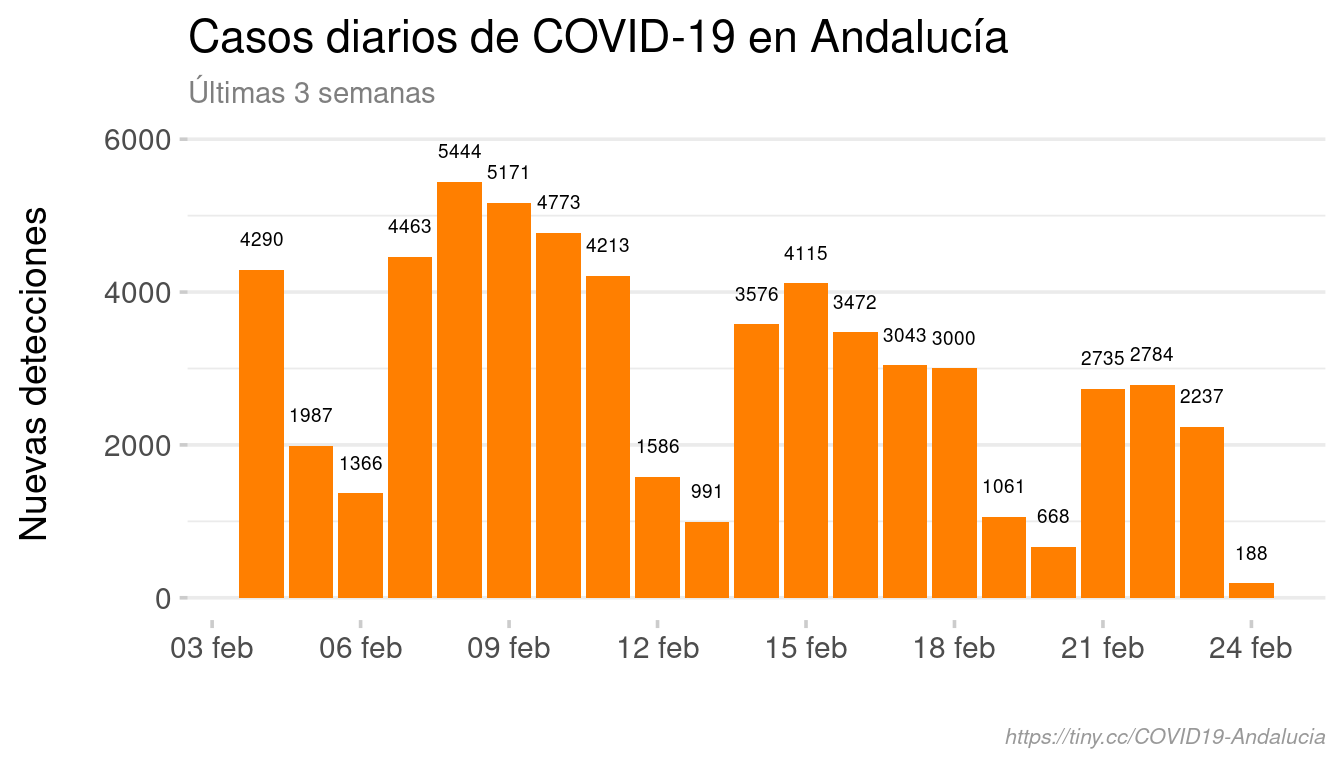 Casos diarios de COVID-19 en Andalucía
Últimas 3 semanas
Nuevas detecciones
6000
4000
2000
0
4290
1987
1366
4463
5444
5171
4773
4213
1586
991
3576
4115
3472
3043
3000
1061
668
2735
2784
2237
188
03 feb
06 feb
09 feb
12 feb
15 feb
18 feb
21 feb
24 feb
https://tiny.cc/COVID19-Andalucia